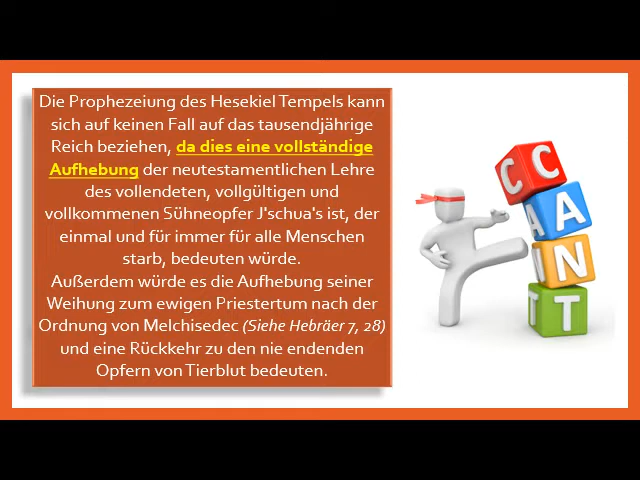 Die Prophezeiung des Hesekiel Tempels kann
sich auf keinen Fall auf das tausendjährige
Reich beziehen, da dies eine vollständige
Aufhebung der neutestamentlichen Lehre
des vollendeten, vollgültigen und
vollkommenen Sühneopfer J'schua's ist, der
einmal und für immer für alle Menschen
starb, bedeuten würde.
Außerdem würde es die Aufhebung seiner
Weihung zum ewigen Priestertum nach der
Ordnung von Melchisedec (Siehe Hebräer 7, 28)
und eine Rückkehr zu den nie endenden
Opfern von Tierblut bedeuten.
C C
A A
N N
T T